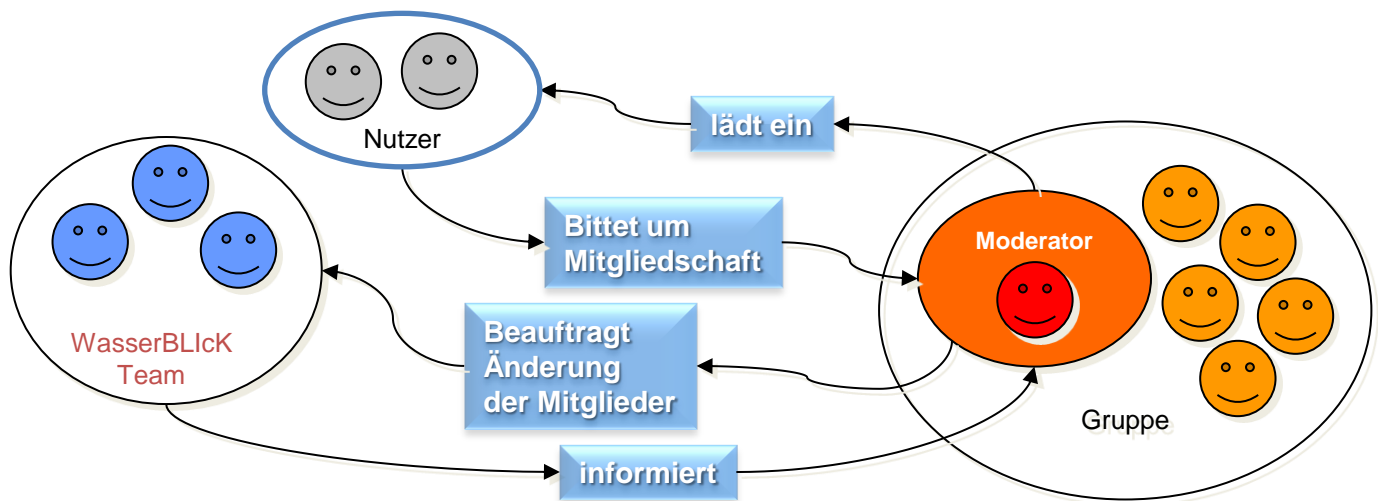 lädt ein
Nutzer
Bittet um
Mitgliedschaft
Moderator
Beauftragt
Änderung
der Mitglieder
WasserBLIcK
Team
Gruppe
informiert